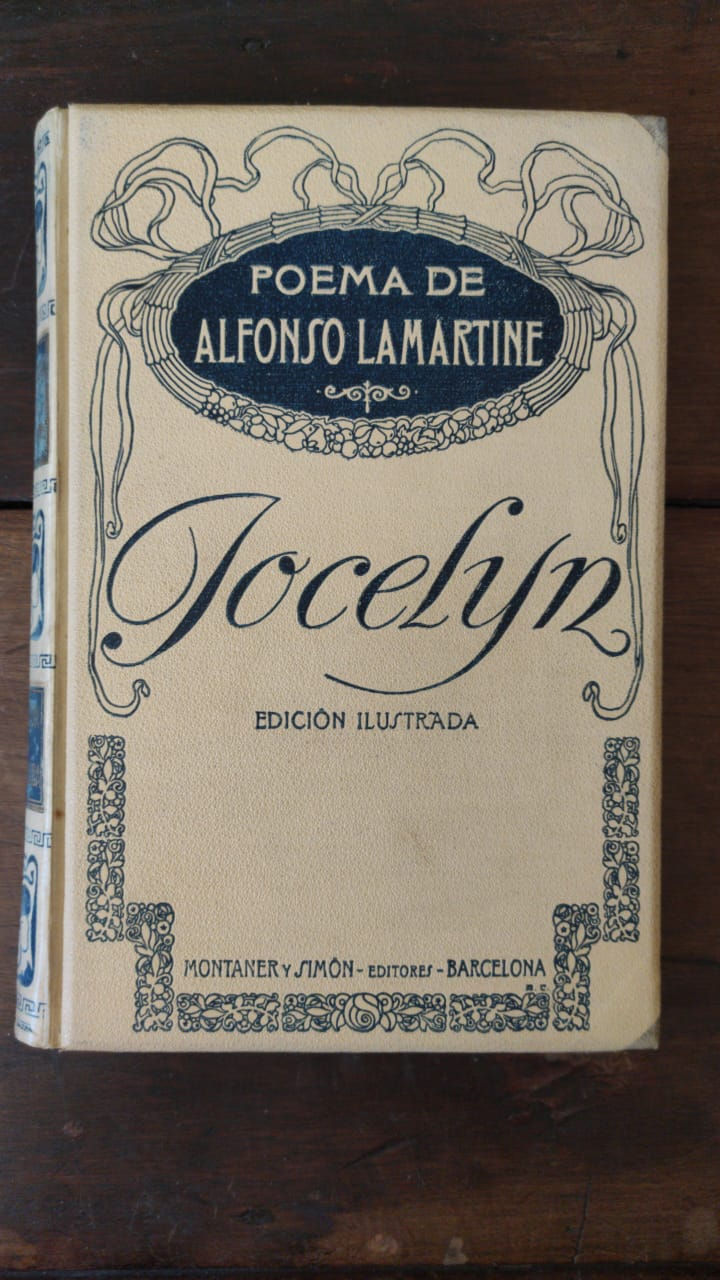 POEMA DE
ALFONSO LAMARTINE
Jocelyn
EDICIÓN ILUSTRADA
MONTANER Y SIMÓN - EDITORES - BARCELONA